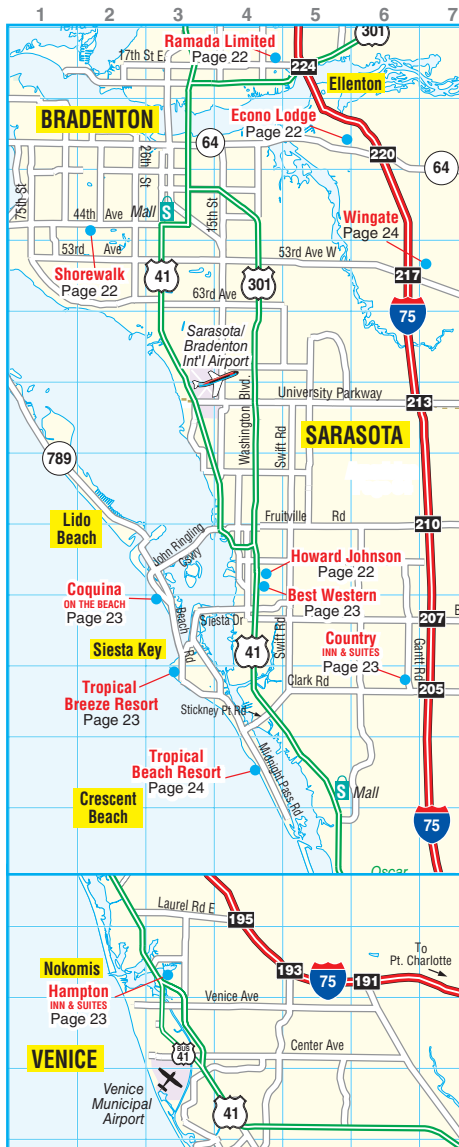 1 2 3 4 5 6 7
Ramada Limited
Page 22
301
17th St E
224
Ellenton
BRADENTON
Econo Lodge
Page 22
64
220
64
75th St
26th St
15th St
44th Ave
Mall
S
Wingate
Page 24
53rd Ave
53rd Ave W
Shorewalk
Page 22
41
301
217
63rd Ave
75
Sarasota/
Bradenton
Int'l Airport
Washington Blvd.
University Parkway
213
Swift Rd
SARASOTA
789
Lido
Beach
Fruitville Rd
210
John Ringling
Cswy
Howard Johnson
Page 22
Best Western
Page 23
Coquina
ON THE BEACH
Page 23
Beach Rd
Siesta Dr
207
Siesta Key
41
Swift Rd
Country
INN & SUITES
Page 23
Gantt Rd
Clark Rd
205
Tropical
Breeze Resort
Page 23
Stickney Pt Rd
Tropical
Beach Resort
Page 24
Midnight Pass Rd
S
Mall
Crescent
Beach
75
Oscar
Laurel Rd E
195
To
Pt. Charlotte
193
75
191
Nokomis
Hampton
INN & SUITES
Page 23
Venice Ave
BUS
41
Center Ave
VENICE
Venice
Municipal
Airport
41